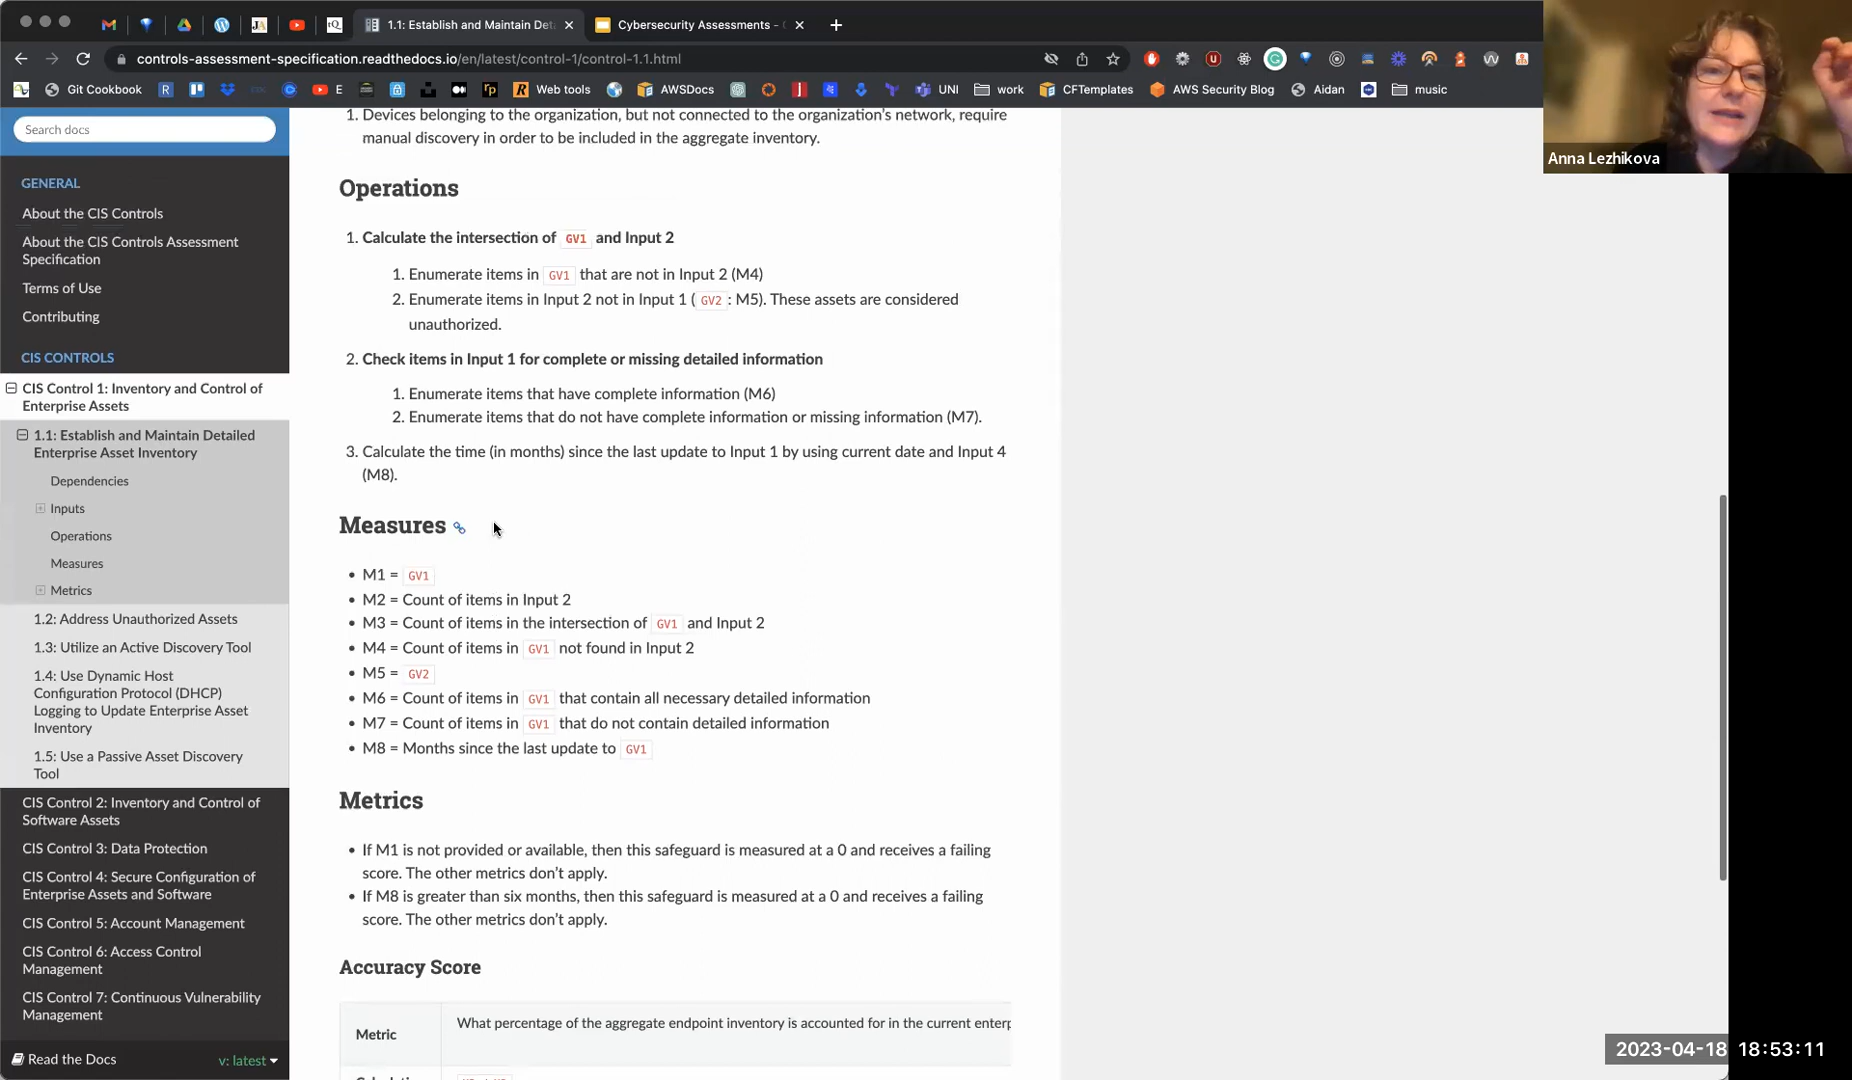 1.1: Establish and Maintain Det
Cybersecurity Assessments -
controls-assessment-specification.readthedocs.io/en/latest/control-1/control-1.1.html
Git Cookbook
E
Web tools
AWSDocs
UNI
work
CFTemplates
AWS Security Blog
Aidan
music
Anna Lezhikova
Search docs
GENERAL
About the CIS Controls
About the CIS Controls Assessment
Specification
Terms of Use
Contributing
CIS CONTROLS
CIS Control 1: Inventory and Control of
Enterprise Assets
1.1: Establish and Maintain Detailed
Enterprise Asset Inventory
Dependencies
Inputs
Operations
Measures
Metrics
1.2: Address Unauthorized Assets
1.3: Utilize an Active Discovery Tool
1.4: Use Dynamic Host
Configuration Protocol (DHCP)
Logging to Update Enterprise Asset
Inventory
1.5: Use a Passive Asset Discovery
Tool
CIS Control 2: Inventory and Control of
Software Assets
CIS Control 3: Data Protection
CIS Control 4: Secure Configuration of
Enterprise Assets and Software
CIS Control 5: Account Management
CIS Control 6: Access Control
Management
CIS Control 7: Continuous Vulnerability
Management
Read the Docs
v: latest
1. Devices belonging to the organization, but not connected to the organization's network, require
manual discovery in order to be included in the aggregate inventory.
Operations
1. Calculate the intersection of GV1 and Input 2
1. Enumerate items in GV1 that are not in Input 2 (M4)
2. Enumerate items in Input 2 not in Input 1 ( GV2 : M5). These assets are considered
unauthorized.
2. Check items in Input 1 for complete or missing detailed information
1. Enumerate items that have complete information (M6)
2. Enumerate items that do not have complete information or missing information (M7).
3. Calculate the time (in months) since the last update to Input 1 by using current date and Input 4
(M8).
Measures
• M1 = GV1
• M2 = Count of items in Input 2
• M3 = Count of items in the intersection of GV1 and Input 2
• M4 = Count of items in GV1 not found in Input 2
• M5 = GV2
• M6 = Count of items in GV1 that contain all necessary detailed information
• M7 = Count of items in GV1 that do not contain detailed information
• M8 = Months since the last update to GV1
Metrics
• If M1 is not provided or available, then this safeguard is measured at a 0 and receives a failing
score. The other metrics don't apply.
• If M8 is greater than six months, then this safeguard is measured at a 0 and receives a failing
score. The other metrics don't apply.
Accuracy Score
Metric
What percentage of the aggregate endpoint inventory is accounted for in the current enterp
2023-04-18 18:53:11